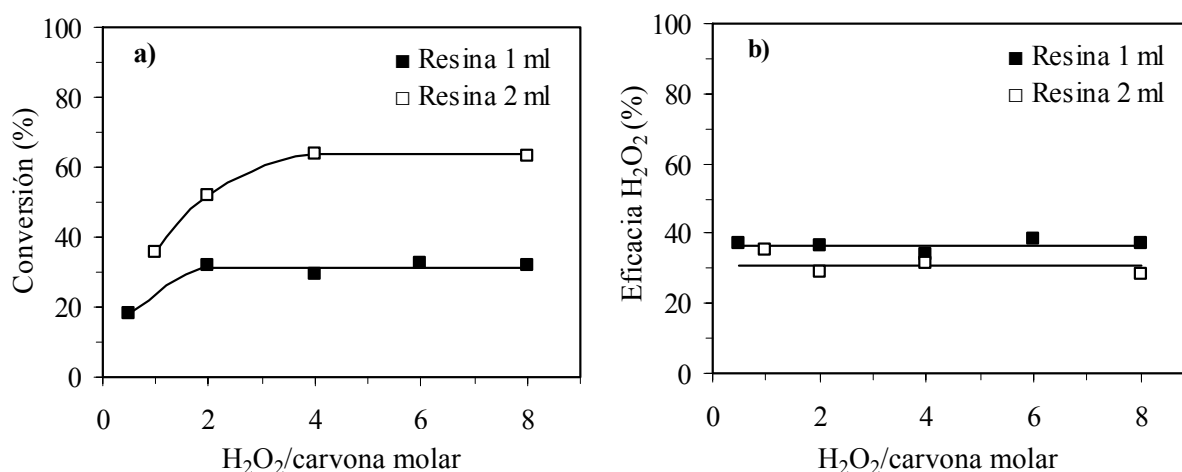 a)
Resina 1 ml
Resina 2 ml
Conversión (%)
100
80
60
40
20
0
0 2 4 6 8
H₂O₂/carvona molar
b)
Resina 1 ml
Resina 2 ml
Eficacia H₂O₂ (%)
100
80
60
40
20
0
0 2 4 6 8
H₂O₂/carvona molar